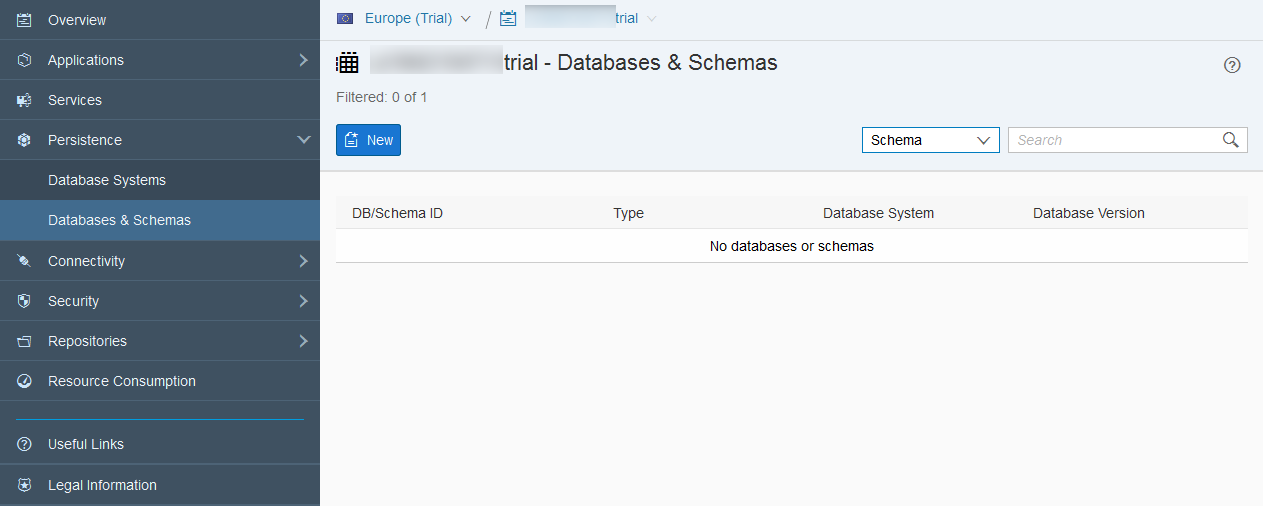 Overview
Applications
Services
Persistence
Database Systems
Databases & Schemas
Connectivity
Security
Repositories
Resource Consumption
Useful Links
Legal Information
Europe (Trial) / trial
trial - Databases & Schemas
Filtered: 0 of 1
New
Schema
Search
DB/Schema ID Type Database System Database Version
No databases or schemas